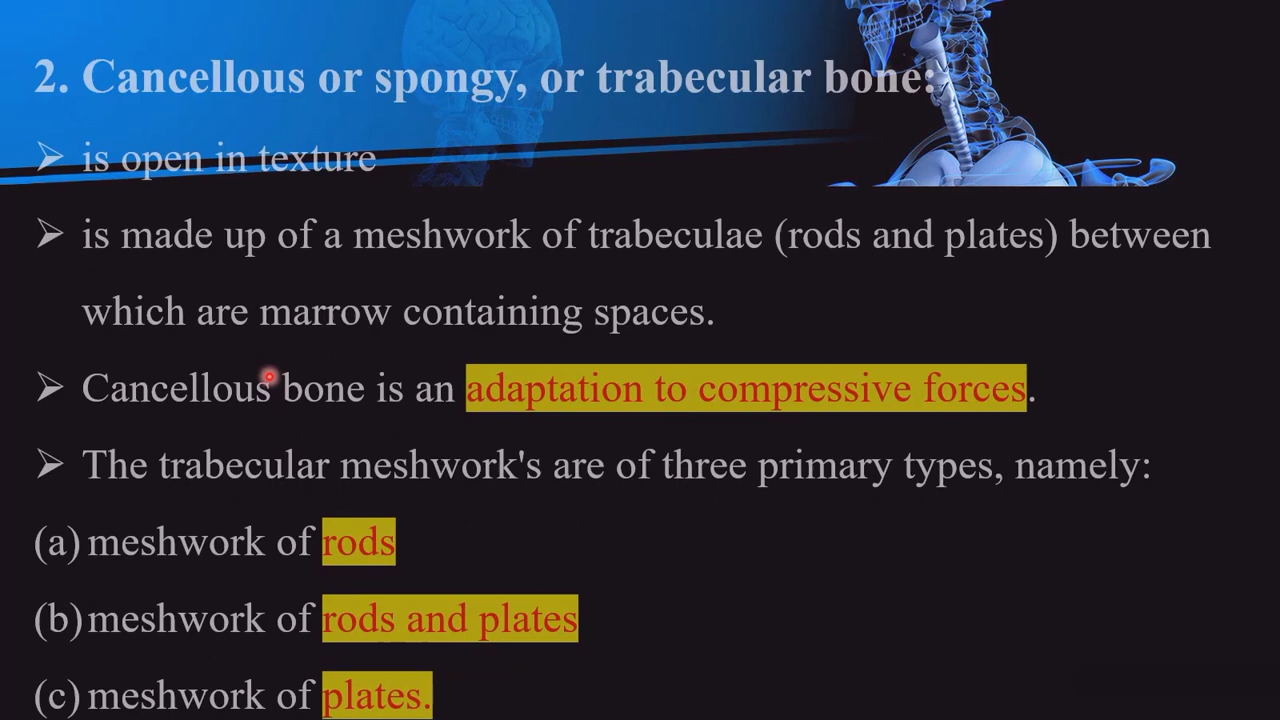 2. Cancellous or spongy, or trabecular bone:
➢ is open in texture
➢ is made up of a meshwork of trabeculae (rods and plates) between
which are marrow containing spaces.
➢ Cancellous bone is an adaptation to compressive forces.
➢ The trabecular meshwork's are of three primary types, namely:
(a) meshwork of rods
(b) meshwork of rods and plates
(c) meshwork of plates.